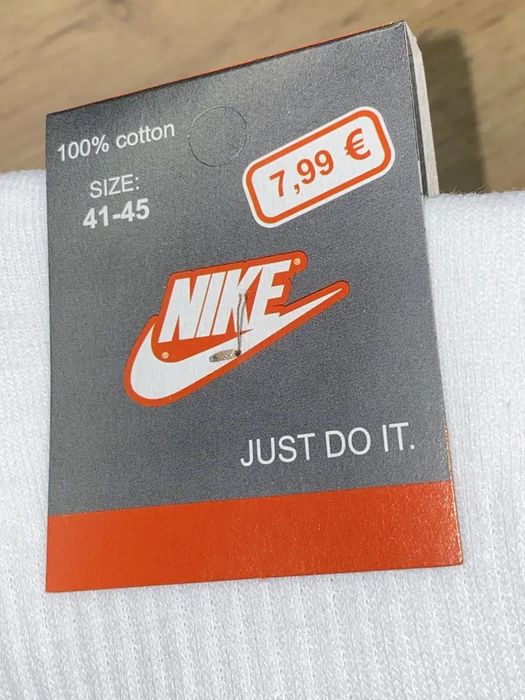 100% cotton
SIZE:
41-45
7,99 €
NIKE®
®
JUST DO IT.